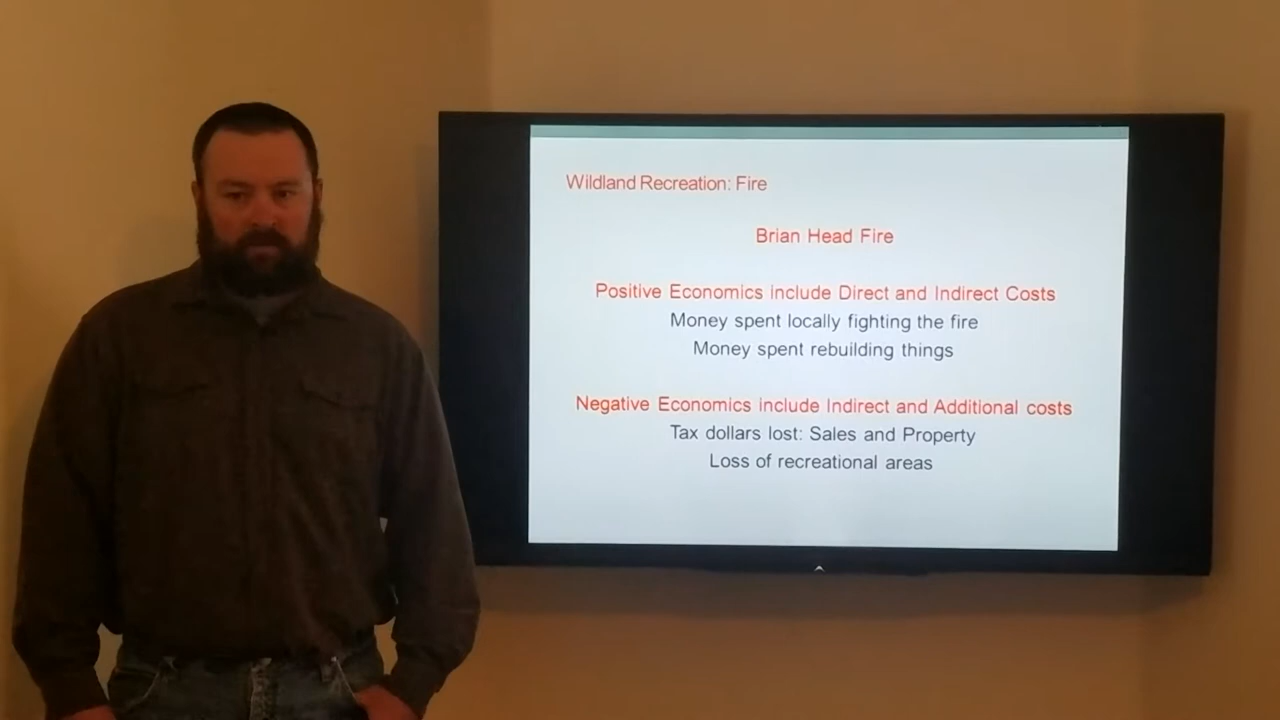 Wildland Recreation: Fire
Brian Head Fire
Positive Economics include Direct and Indirect Costs
Money spent locally fighting the fire
Money spent rebuilding things
Negative Economics include Indirect and Additional costs
Tax dollars lost: Sales and Property
Loss of recreational areas